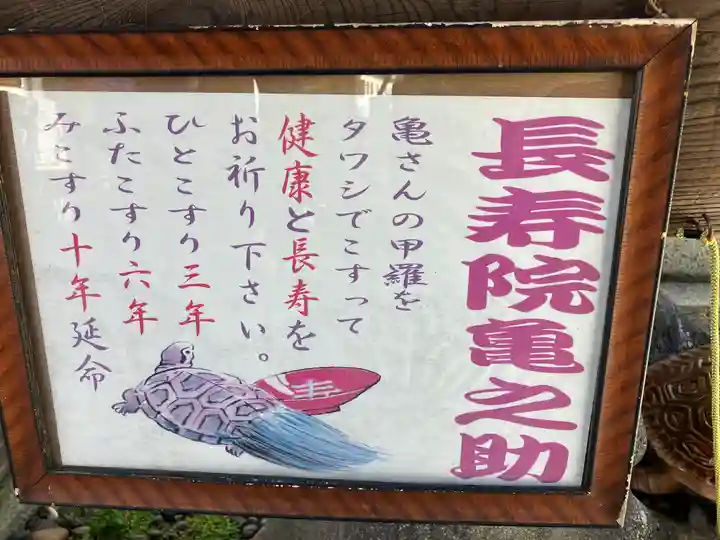 長寿院亀之助
亀さんの甲羅を
タワシでこすって
健康と長寿を
お祈り下さい。
ひとこすり三年
ふたこすり六年
みこすり十年延命
寿